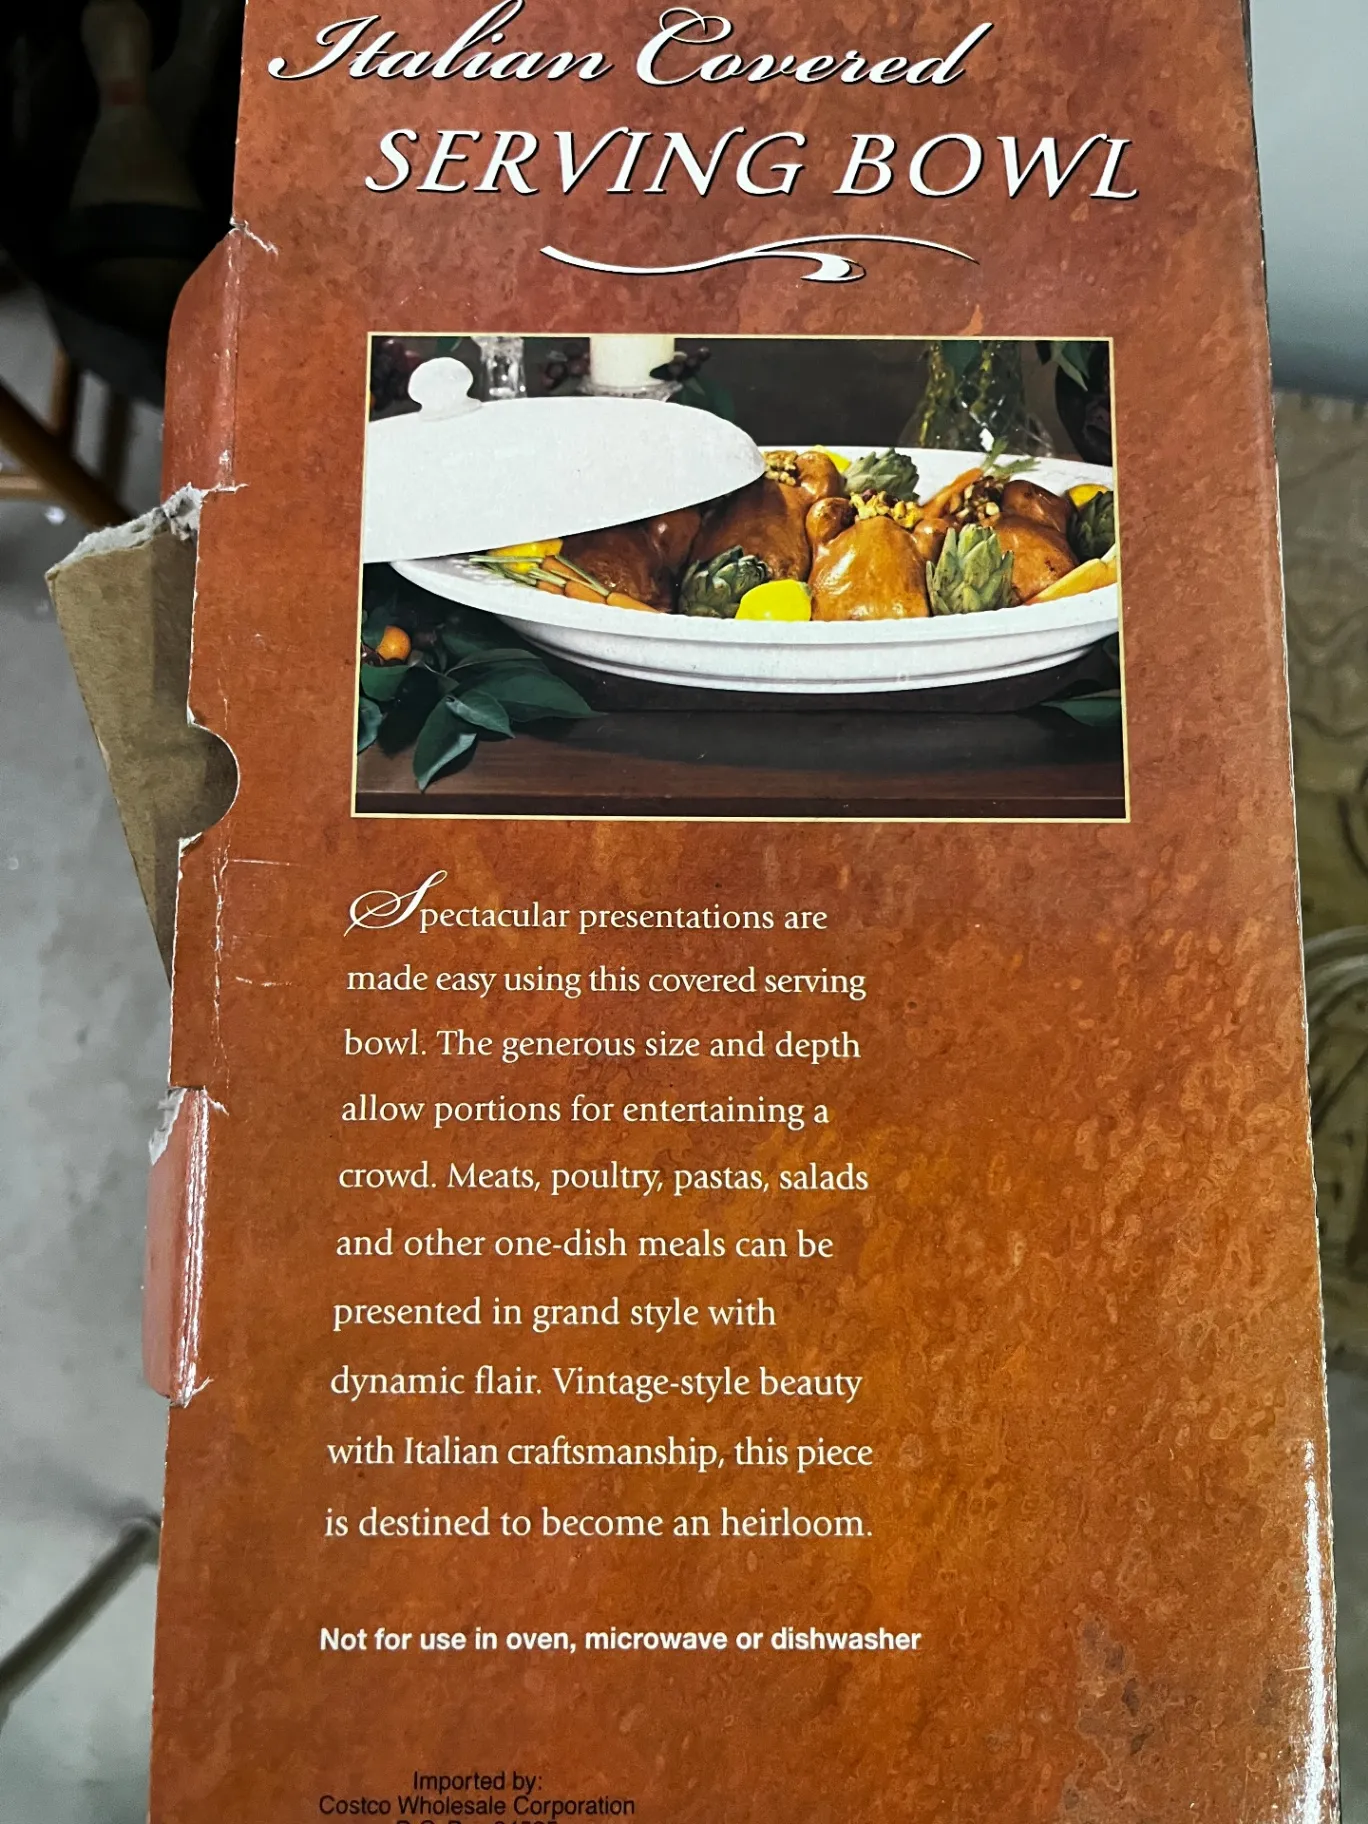 Italian Covered
SERVING BOWL
Spectacular presentations are
made easy using this covered serving
bowl. The generous size and depth
allow portions for entertaining a
crowd. Meats, poultry, pastas, salads
and other one-dish meals can be
presented in grand style with
dynamic flair. Vintage-style beauty
with Italian craftsmanship, this piece
is destined to become an heirloom.
Not for use in oven, microwave or dishwasher
Imported by:
Costco Wholesale Corporation